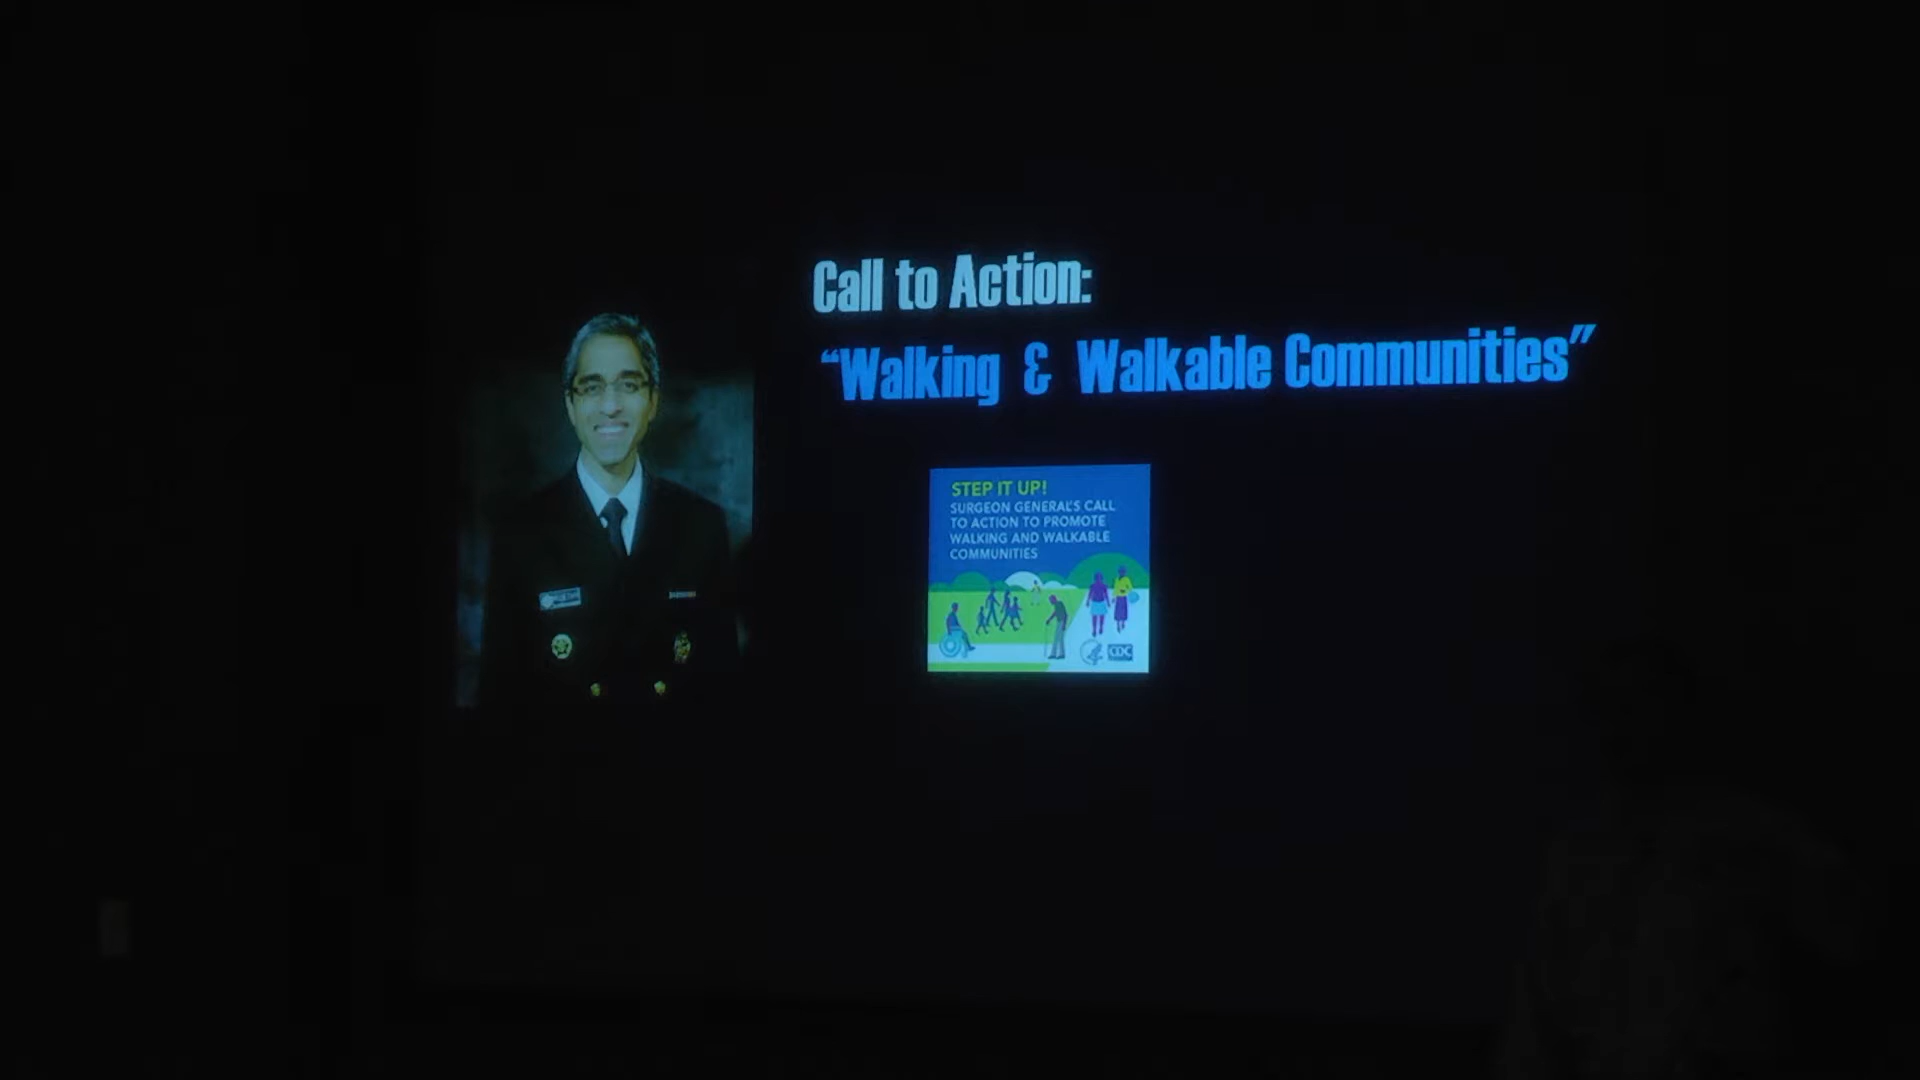 Call to Action:
“Walking & Walkable Communities”
STEP IT UP!
SURGEON GENERAL'S CALL
TO ACTION TO PROMOTE
WALKING AND WALKABLE
COMMUNITIES
CDC